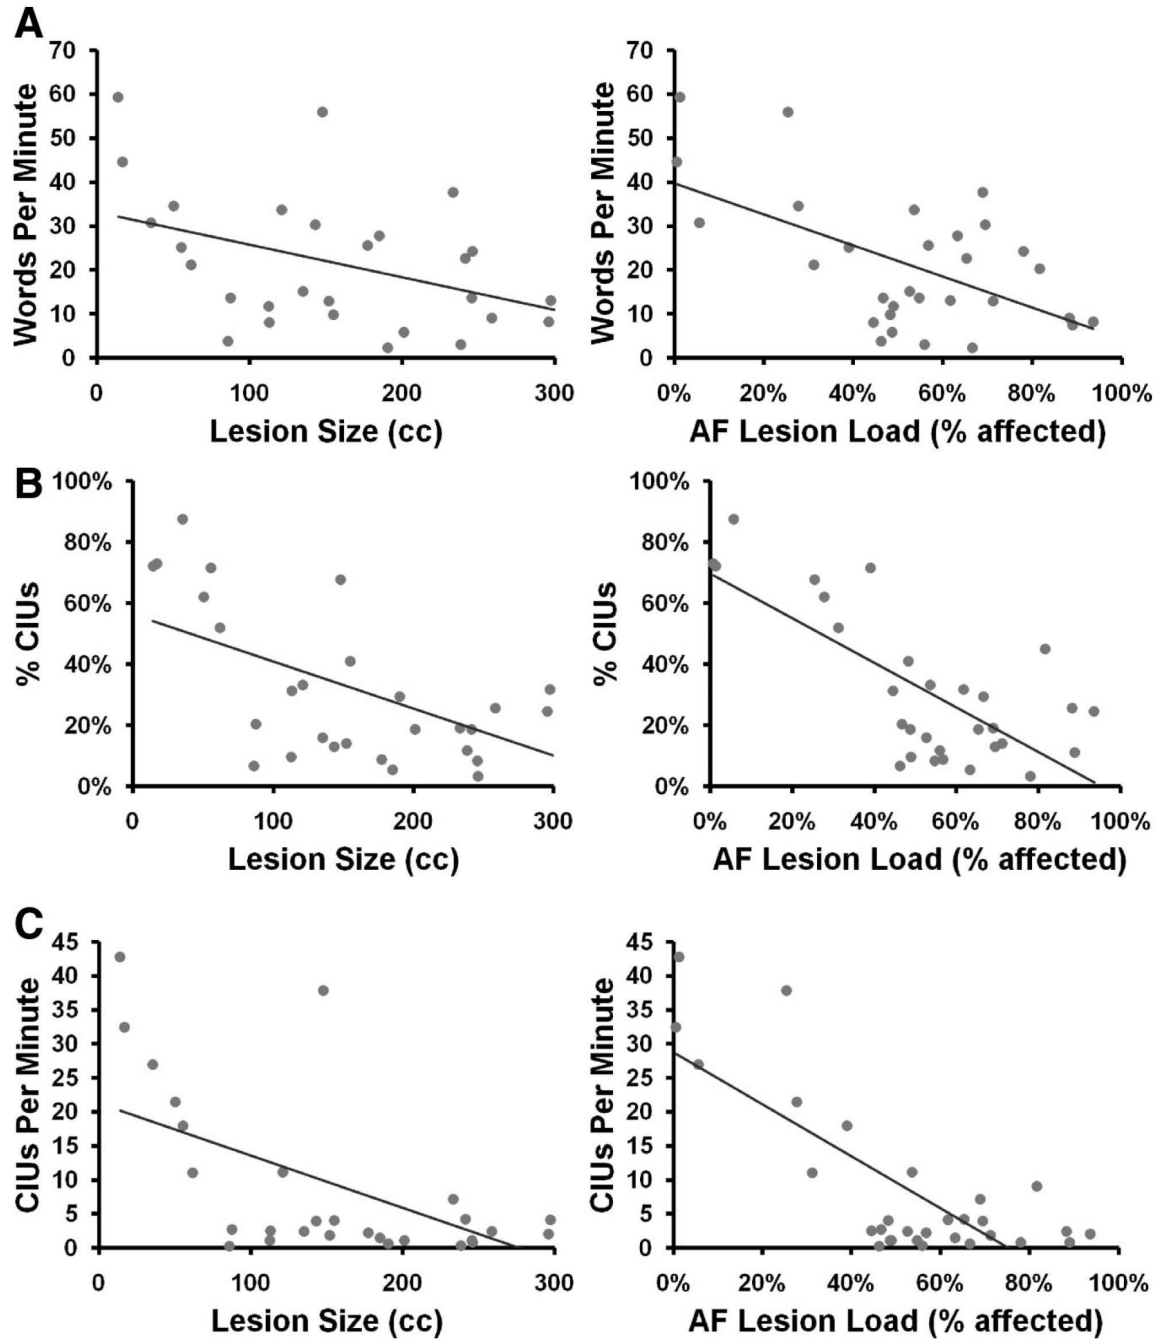 A
70
60
50
40
30
20
10
0
Words Per Minute
0 100 200 300
Lesion Size (cc)
70
60
50
40
30
20
10
0
Words Per Minute
0% 20% 40% 60% 80% 100%
AF Lesion Load (% affected)
B
100%
80%
60%
40%
20%
0%
% CIUs
0 100 200 300
Lesion Size (cc)
100%
80%
60%
40%
20%
0%
% CIUs
0% 20% 40% 60% 80% 100%
AF Lesion Load (% affected)
C
45
40
35
30
25
20
15
10
5
0
CIUs Per Minute
0 100 200 300
Lesion Size (cc)
45
40
35
30
25
20
15
10
5
0
CIUs Per Minute
0% 20% 40% 60% 80% 100%
AF Lesion Load (% affected)